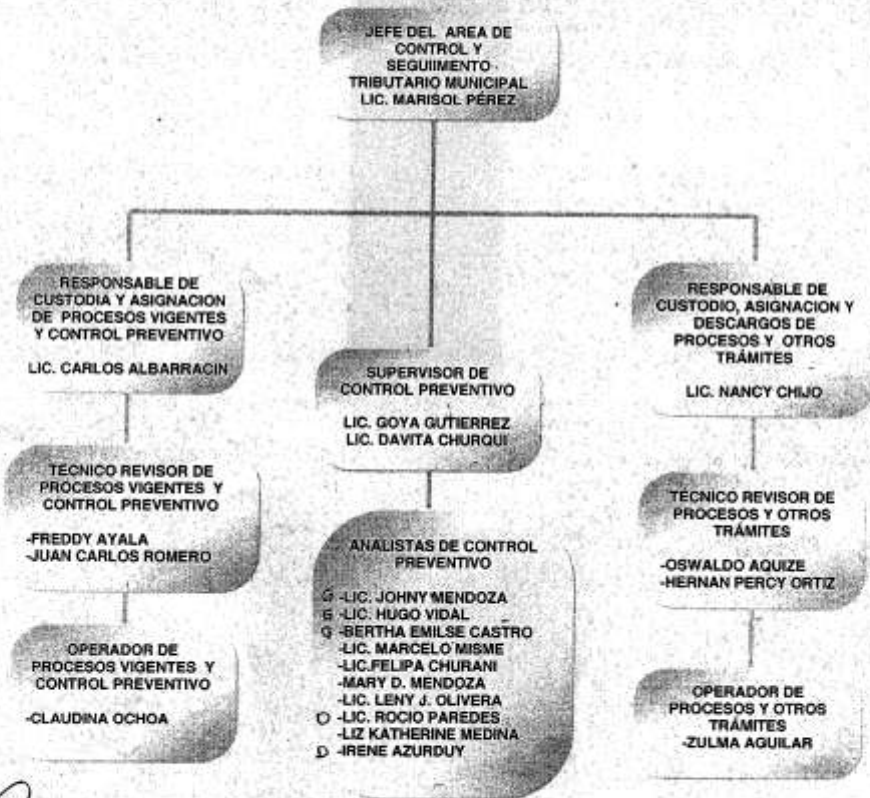 JEFE DEL AREA DE
CONTROL Y
SEGUIIMENTO
TRIBUTARIO MUNICIPAL
LIC. MARISOL PÉREZ
RESPONSABLE DE
CUSTODIA Y ASIGNACION
DE PROCESOS VIGENTES
Y CONTROL PREVENTIVO
LIC. CARLOS ALBARRACIN
TECNICO REVISOR DE
PROCESOS VIGENTES Y
CONTROL PREVENTIVO
-FREDDY AYALA
-JUAN CARLOS ROMERO
OPERADOR DE
PROCESOS VIGENTES Y
CONTROL PREVENTIVO
-CLAUDINA OCHOA
SUPERVISOR DE
CONTROL PREVENTIVO
LIC. GOYA GUTIERREZ
LIC. DAVITA CHURQUI
ANALISTAS DE CONTROL
PREVENTIVO
G -LIC. JOHNY MENDOZA
G -LIC. HUGO VIDAL
G -BERTHA EMILSE CASTRO
-LIC. MARCELO MISME
-LIC.FELIPA CHURANI
-MARY D. MENDOZA
-LIC. LENY J. OLIVERA
D -LIC. ROCIO PAREDES
-LIZ KATHERINE MEDINA
D -IRENE AZURDUY
RESPONSABLE DE
CUSTODIO, ASIGNACION Y
DESCARGOS DE
PROCESOS Y OTROS
TRÁMITES
LIC. NANCY CHIJO
TÉCNICO REVISOR DE
PROCESOS Y OTROS
TRÁMITES
-OSWALDO AQUIZE
-HERNAN PERCY ORTIZ
OPERADOR DE
PROCESOS Y OTROS
TRÁMITES
-ZULMA AGUILAR